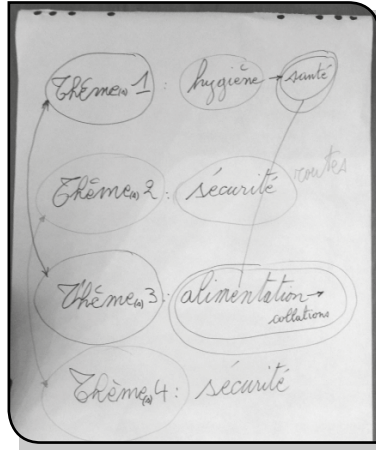 Thème(s) 1 : hygiène → santé
Thème(s) 2 : sécurité routes
Thème(s) 3 : alimentation →
collations
Thème(s) 4 : sécurité